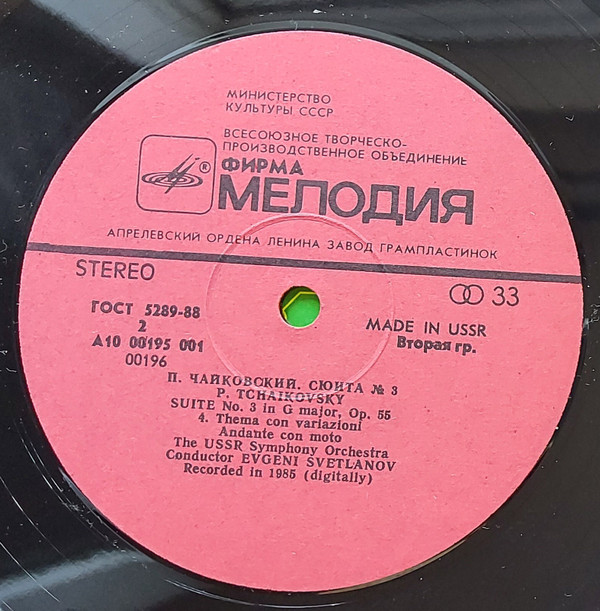 МИНИСТЕРСТВО
КУЛЬТУРЫ СССР
ВСЕСОЮЗНОЕ ТВОРЧЕСКО-
ПРОИЗВОДСТВЕННОЕ ОБЪЕДИНЕНИЕ
®
ФИРМА
МЕЛОДИЯ
АПРЕЛЕВСКИЙ ОРДЕНА ЛЕНИНА ЗАВОД ГРАМПЛАСТИНОК
STEREO
33
ГОСТ 5289-88
2
А10 00195 001
00196
MADE IN USSR
Вторая гр.
П. ЧАЙКОВСКИЙ. СЮИТА № 3
P. TCHAIKOVSKY
SUITE No. 3 in G major, Op. 55
4. Thema con variazioni
Andante con moto
The USSR Symphony Orchestra
Conductor EVGENI SVETLANOV
Recorded in 1985 (digitally)